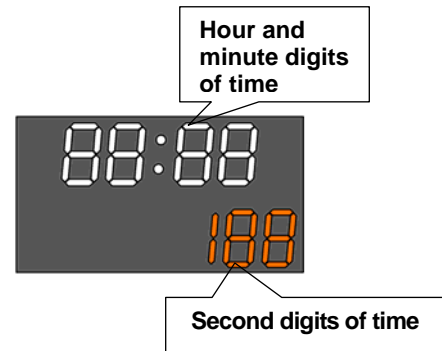 Hour and
minute digits
of time
88:88
188
Second digits of time